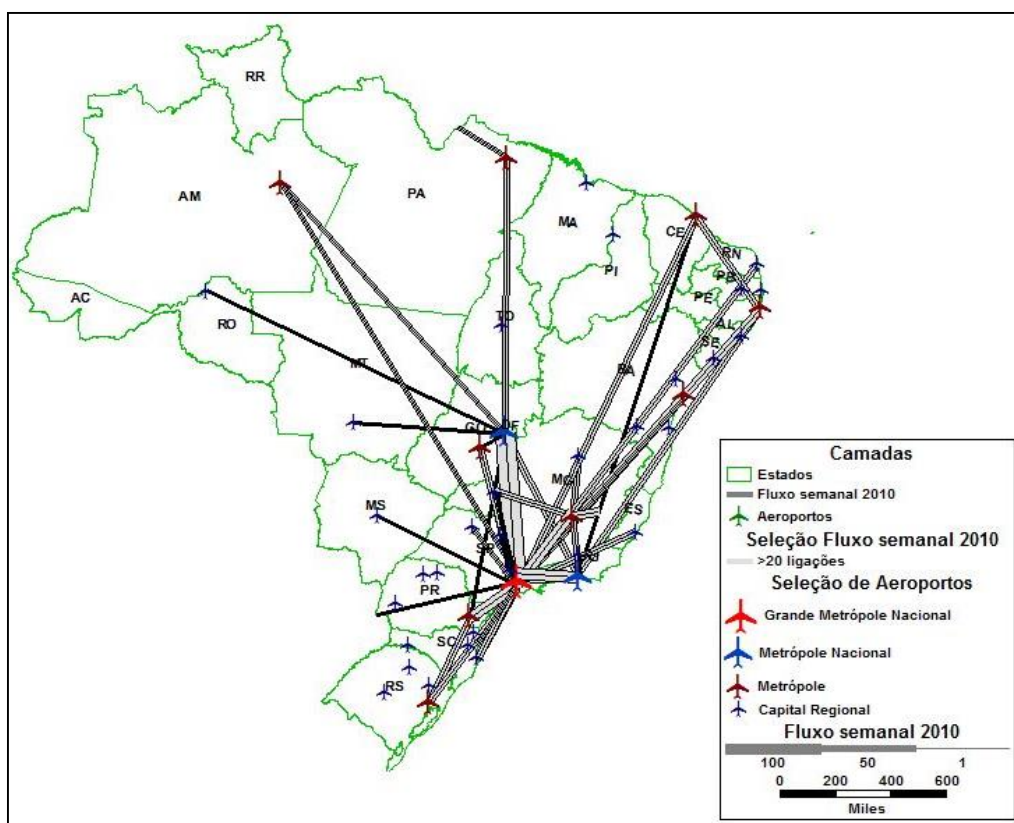 RR
AM
PA
MA
CE
RN
PB
PI
PE
AC
TO
AL
RO
SE
MT
BA
GO
DF
MG
MS
ES
SP
RJ
PR
SC
RS
Camadas
Estados
Fluxo semanal 2010
Aeroportos
Seleção Fluxo semanal 2010
>20 ligações
Seleção de Aeroportos
Grande Metrópole Nacional
Metrópole Nacional
Metrópole
Capital Regional
Fluxo semanal 2010
100 50 1
0 200 400 600
Miles